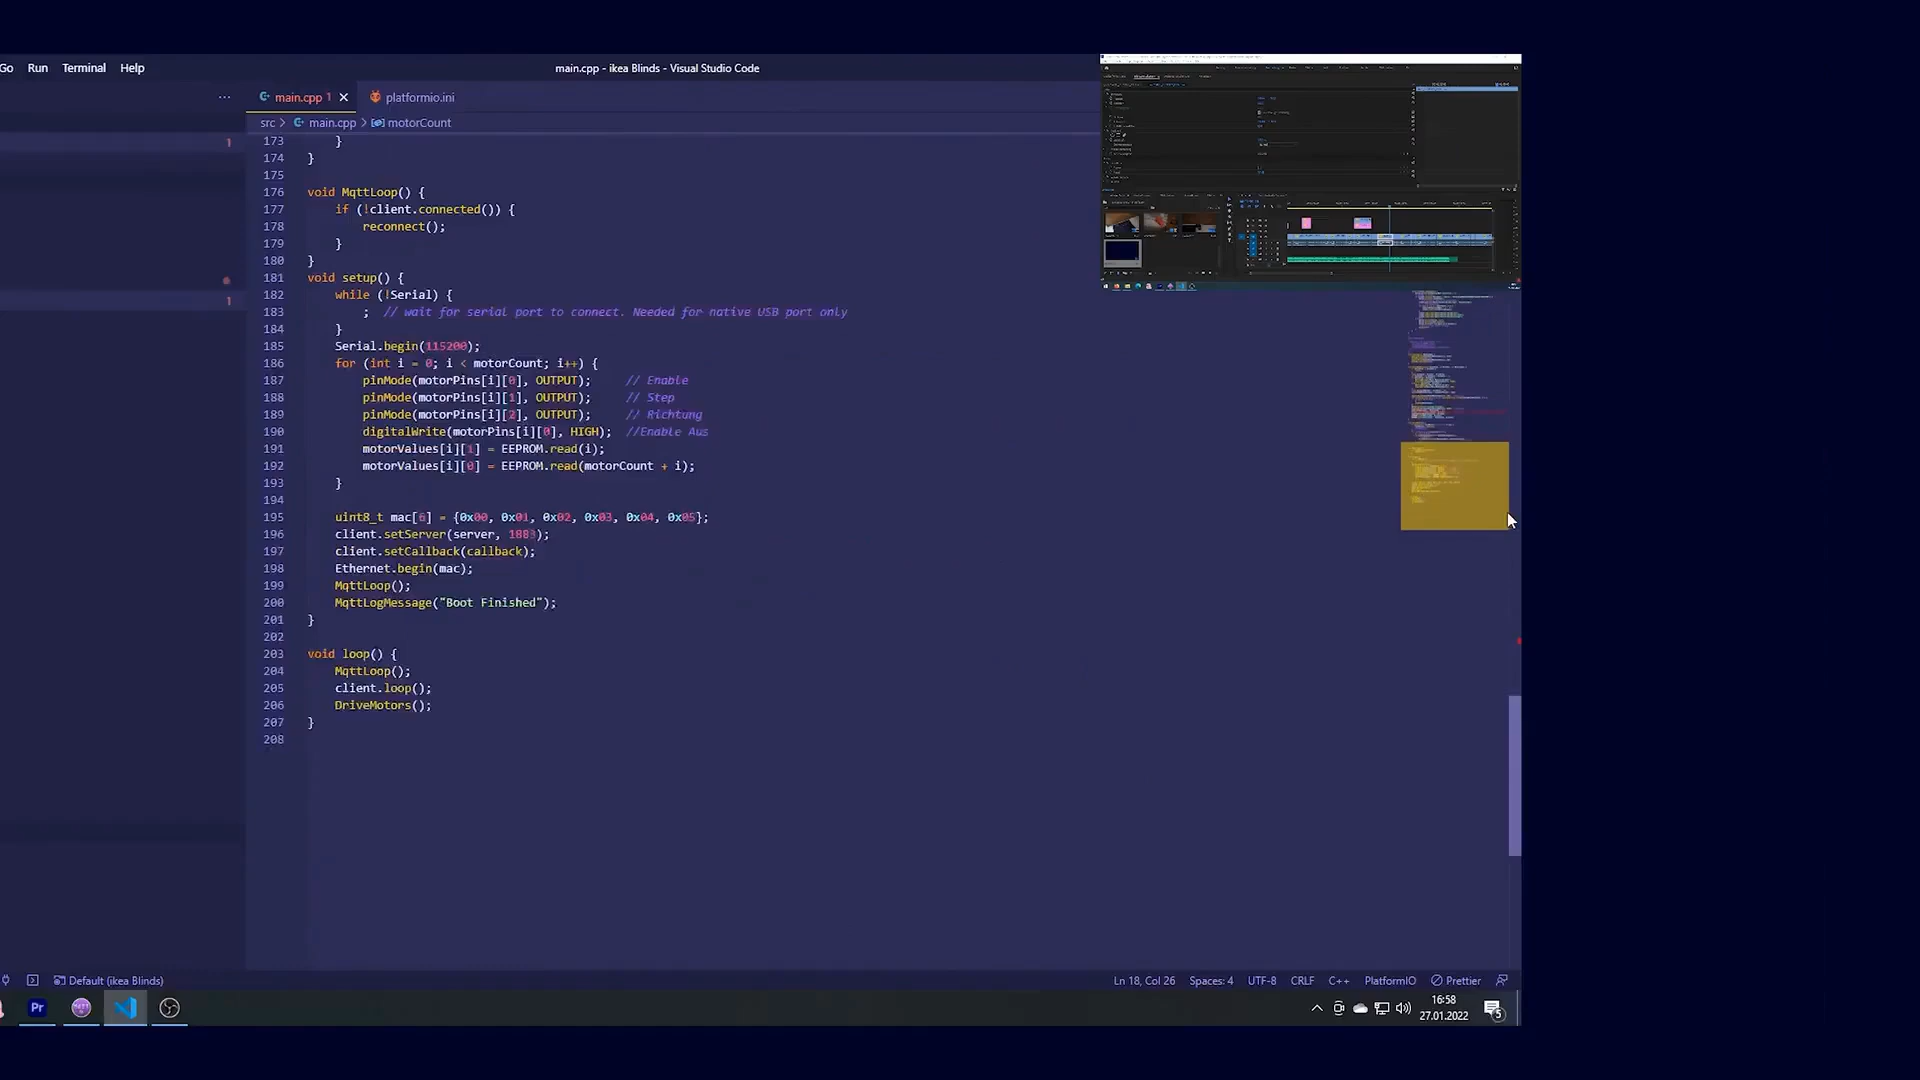 Go Run Terminal Help
main.cpp - ikea Blinds - Visual Studio Code
main.cpp 1
platformio.ini
src > main.cpp > motorCount
1
1
173 }
174 }
175
176 void MqttLoop() {
177 if (!client.connected()) {
178 reconnect();
179 }
180 }
181 void setup() {
182 while (!Serial) {
183 ; // wait for serial port to connect. Needed for native USB port only
184 }
185 Serial.begin(115200);
186 for (int i = 0; i < motorCount; i++) {
187 pinMode(motorPins[i][0], OUTPUT); // Enable
188 pinMode(motorPins[i][1], OUTPUT); // Step
189 pinMode(motorPins[i][2], OUTPUT); // Richtung
190 digitalWrite(motorPins[i][0], HIGH); //Enable Aus
191 motorValues[i][1] = EEPROM.read(i);
192 motorValues[i][0] = EEPROM.read(motorCount + i);
193 }
194
195 uint8_t mac[6] = {0x00, 0x01, 0x02, 0x03, 0x04, 0x05};
196 client.setServer(server, 1883);
197 client.setCallback(callback);
198 Ethernet.begin(mac);
199 MqttLoop();
200 MqttLogMessage("Boot Finished");
201 }
202
203 void loop() {
204 MqttLoop();
205 client.loop();
206 DriveMotors();
207 }
208
Default (ikea Blinds)
Ln 18, Col 26 Spaces: 4 UTF-8 CRLF C++ PlatformIO Prettier
Pr
16:58
27.01.2022
5